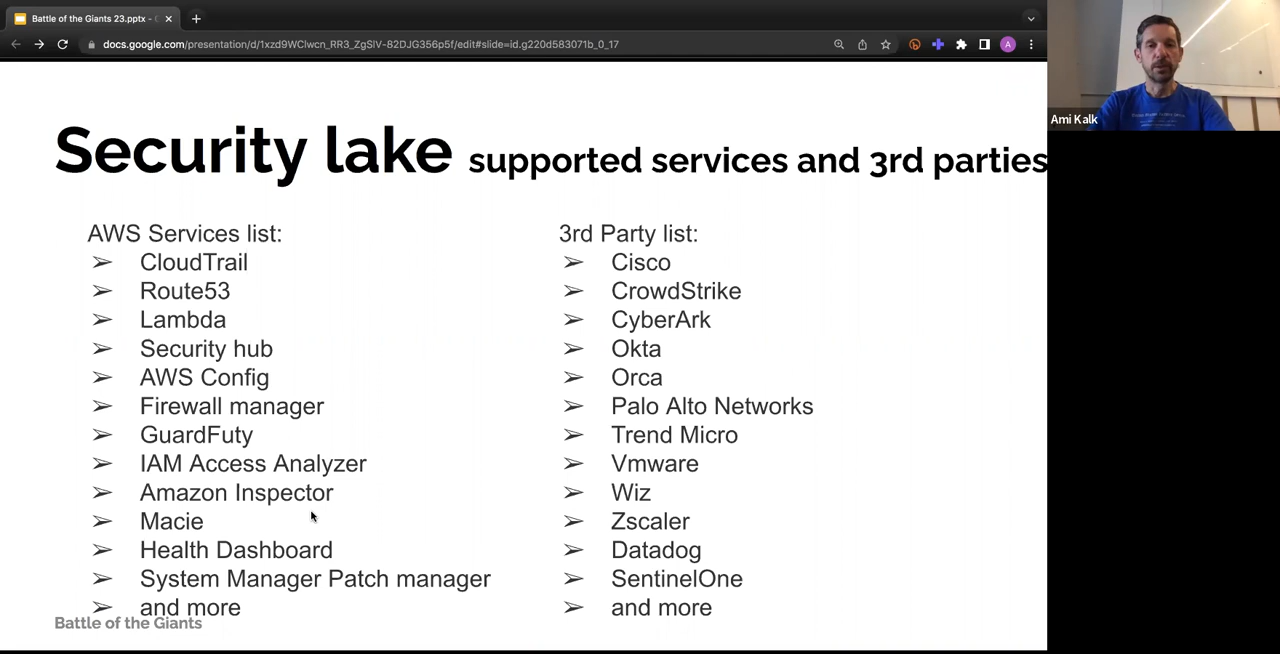 Battle of the Giants 23.pptx -
docs.google.com/presentation/d/1xzd9WClwcn_RR3_ZgSlV-82DJG356p5f/edit#slide=id.g220d583071b_0_17
A
Ami Kalk
Security lake supported services and 3rd parties
AWS Services list:
➢ CloudTrail
➢ Route53
➢ Lambda
➢ Security hub
➢ AWS Config
➢ Firewall manager
➢ GuardFuty
➢ IAM Access Analyzer
➢ Amazon Inspector
➢ Macie
➢ Health Dashboard
➢ System Manager Patch manager
➢ and more
3rd Party list:
➢ Cisco
➢ CrowdStrike
➢ CyberArk
➢ Okta
➢ Orca
➢ Palo Alto Networks
➢ Trend Micro
➢ Vmware
➢ Wiz
➢ Zscaler
➢ Datadog
➢ SentinelOne
➢ and more
Battle of the Giants